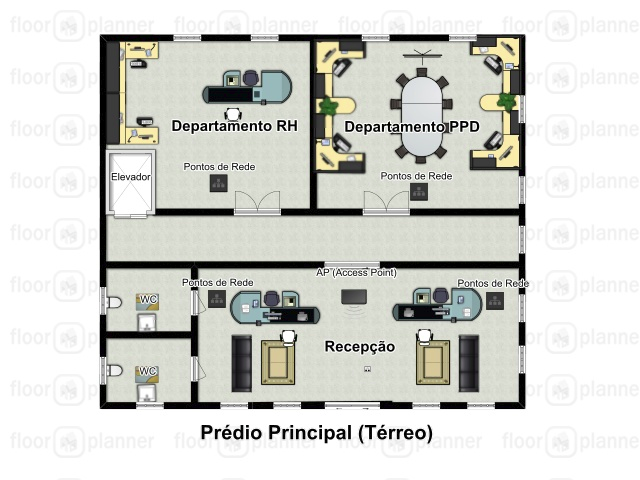 floorplanner
Departamento RH
Departamento PPD
Pontos de Rede
Pontos de Rede
Elevador
AP (Access Point)
Pontos de Rede
Pontos de Rede
WC
Recepção
WC
Prédio Principal (Térreo)